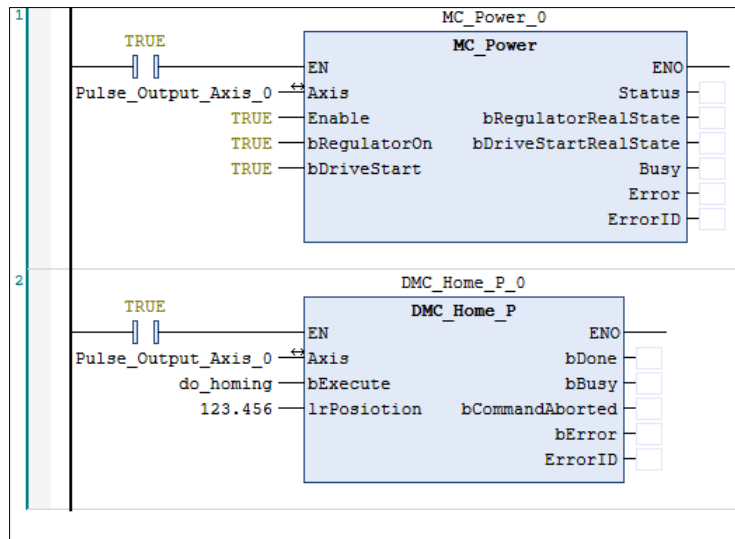 1
MC_Power_0
TRUE
MC_Power
EN ENO
Pulse_Output_Axis_0 Axis Status
TRUE Enable bRegulatorRealState
TRUE bRegulatorOn bDriveStartRealState
TRUE bDriveStart Busy
Error
ErrorID
2
DMC_Home_P_0
TRUE
DMC_Home_P
EN ENO
Pulse_Output_Axis_0 Axis bDone
do_homing bExecute bBusy
123.456 lrPosiotion bCommandAborted
bError
ErrorID